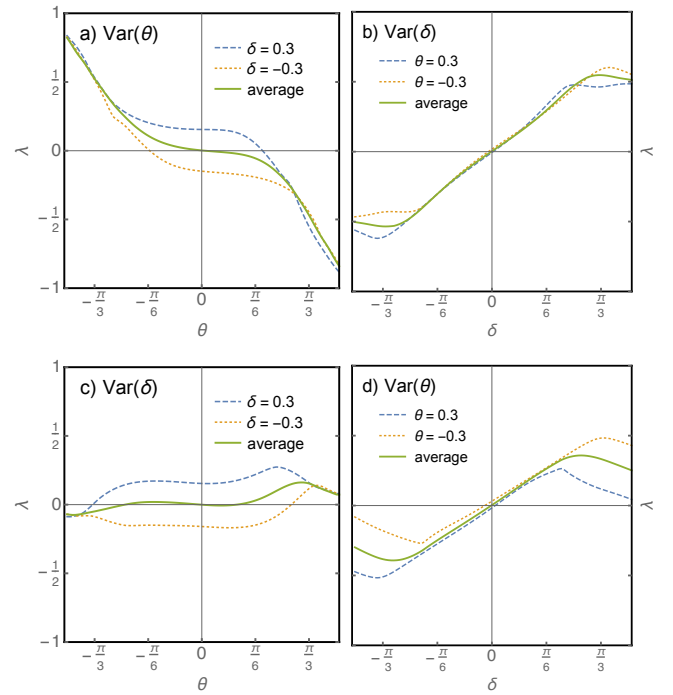 a) Var(θ)
δ = 0.3
δ = −0.3
average
1
1/2
0
−1/2
−1
λ
−π/3
−π/6
0
π/6
π/3
θ
b) Var(δ)
θ = 0.3
θ = −0.3
average
λ
−π/3
−π/6
0
π/6
π/3
δ
c) Var(δ)
δ = 0.3
δ = −0.3
average
1
1/2
0
−1/2
−1
λ
−π/3
−π/6
0
π/6
π/3
θ
d) Var(θ)
θ = 0.3
θ = −0.3
average
λ
−π/3
−π/6
0
π/6
π/3
δ